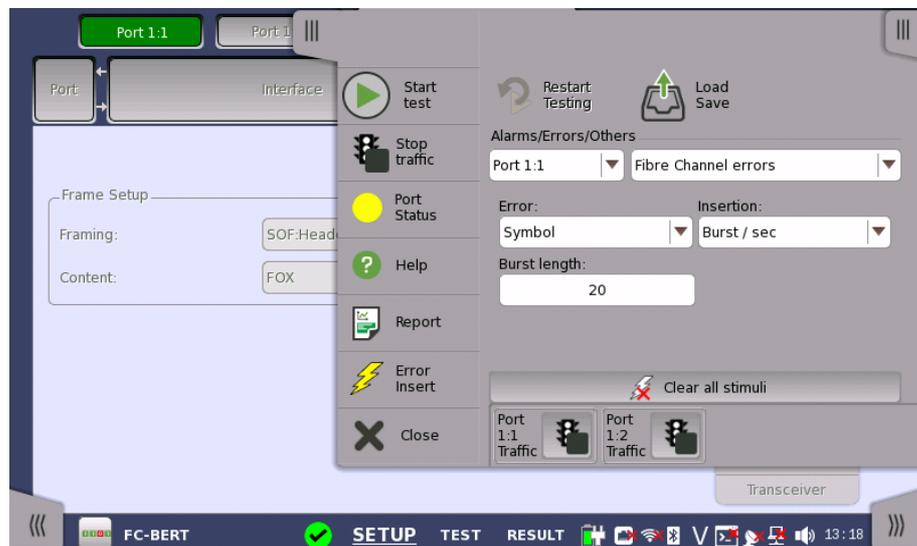 Port 1:1
Port 1
Port
Interface
Start
test
Restart
Testing
Load
Save
Stop
traffic
Alarms/Errors/Others
Port 1:1
Fibre Channel errors
Frame Setup
Port
Status
Error:
Insertion:
Framing:
SOF:Head
Symbol
Burst / sec
Help
Burst length:
Content:
FOX
20
Report
Error
Insert
Clear all stimuli
Close
Port
1:1
Traffic
Port
1:2
Traffic
Transceiver
FC-BERT
SETUP
TEST
RESULT
13:18